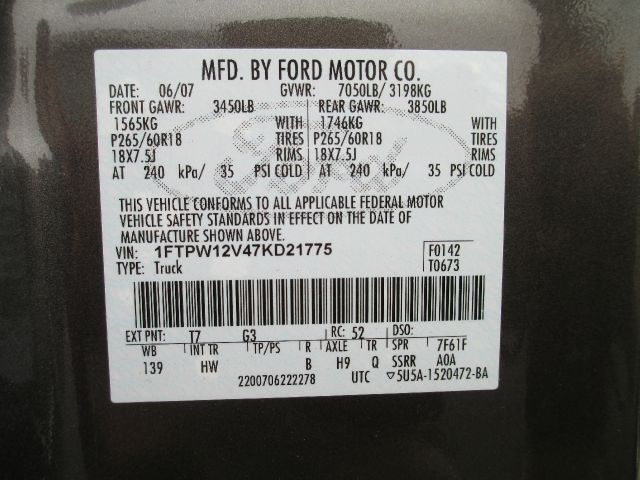 MFD. BY FORD MOTOR CO.
DATE: 06/07 GVWR: 7050LB/ 3198KG
FRONT GAWR: 3450LB REAR GAWR: 3850LB
1565KG WITH 1746KG WITH
P265/60R18 TIRES P265/60R18 TIRES
18X7.5J RIMS 18X7.5J RIMS
AT 240 kPa/ 35 PSI COLD AT 240 kPa/ 35 PSI COLD
THIS VEHICLE CONFORMS TO ALL APPLICABLE FEDERAL MOTOR
VEHICLE SAFETY STANDARDS IN EFFECT ON THE DATE OF
MANUFACTURE SHOWN ABOVE.
VIN: 1FTPW12V47KD21775 F0142
TYPE: Truck T0673
EXT PNT: T7 G3 RC: 52 DSO:
WB INT TR TP/PS R AXLE TR SPR 7F61F
139 HW B H9 Q SSRR A0A
2200706222278 UTC ▽5U5A-1520472-BA
Ford